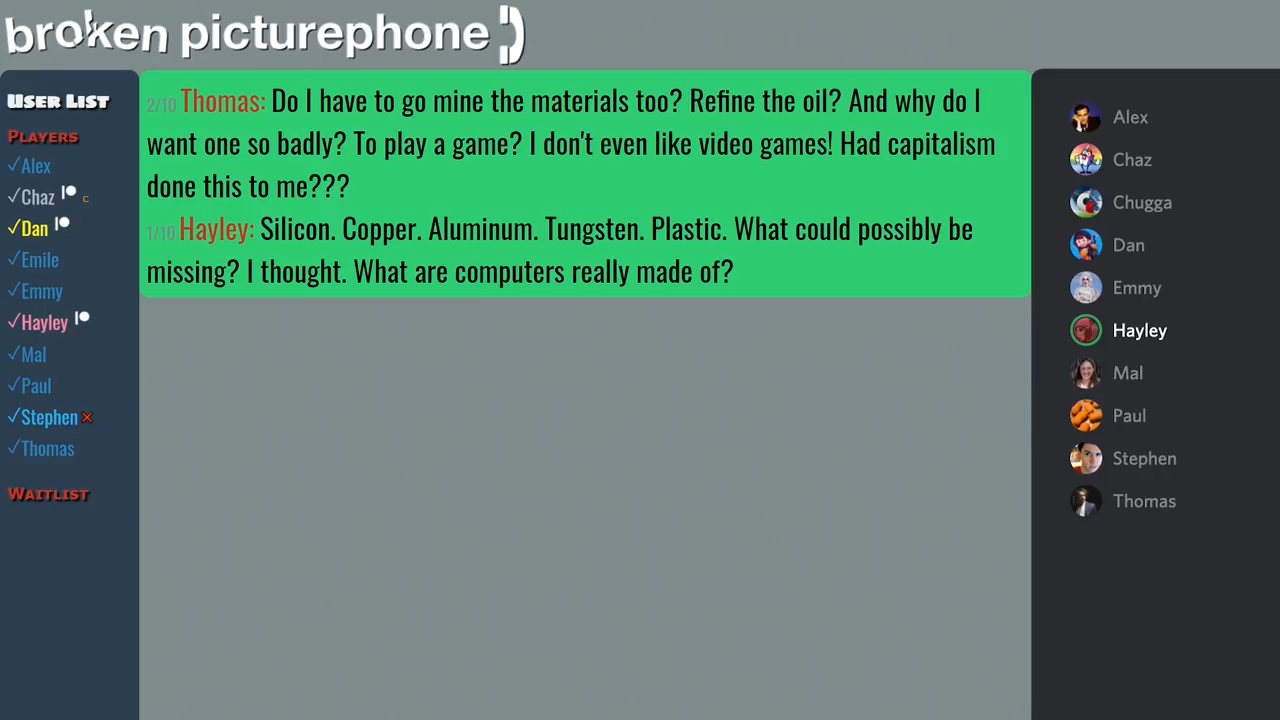 broken picturephone
USER LIST
PLAYERS
✓Alex
✓Chaz c
✓Dan
✓Emile
✓Emmy
✓Hayley
✓Mal
✓Paul
✓Stephen ✕
✓Thomas
WAITLIST
2/10 Thomas: Do I have to go mine the materials too? Refine the oil? And why do I
want one so badly? To play a game? I don't even like video games! Had capitalism
done this to me???
1/10 Hayley: Silicon. Copper. Aluminum. Tungsten. Plastic. What could possibly be
missing? I thought. What are computers really made of?
Alex
Chaz
Chugga
Dan
Emmy
Hayley
Mal
Paul
Stephen
Thomas